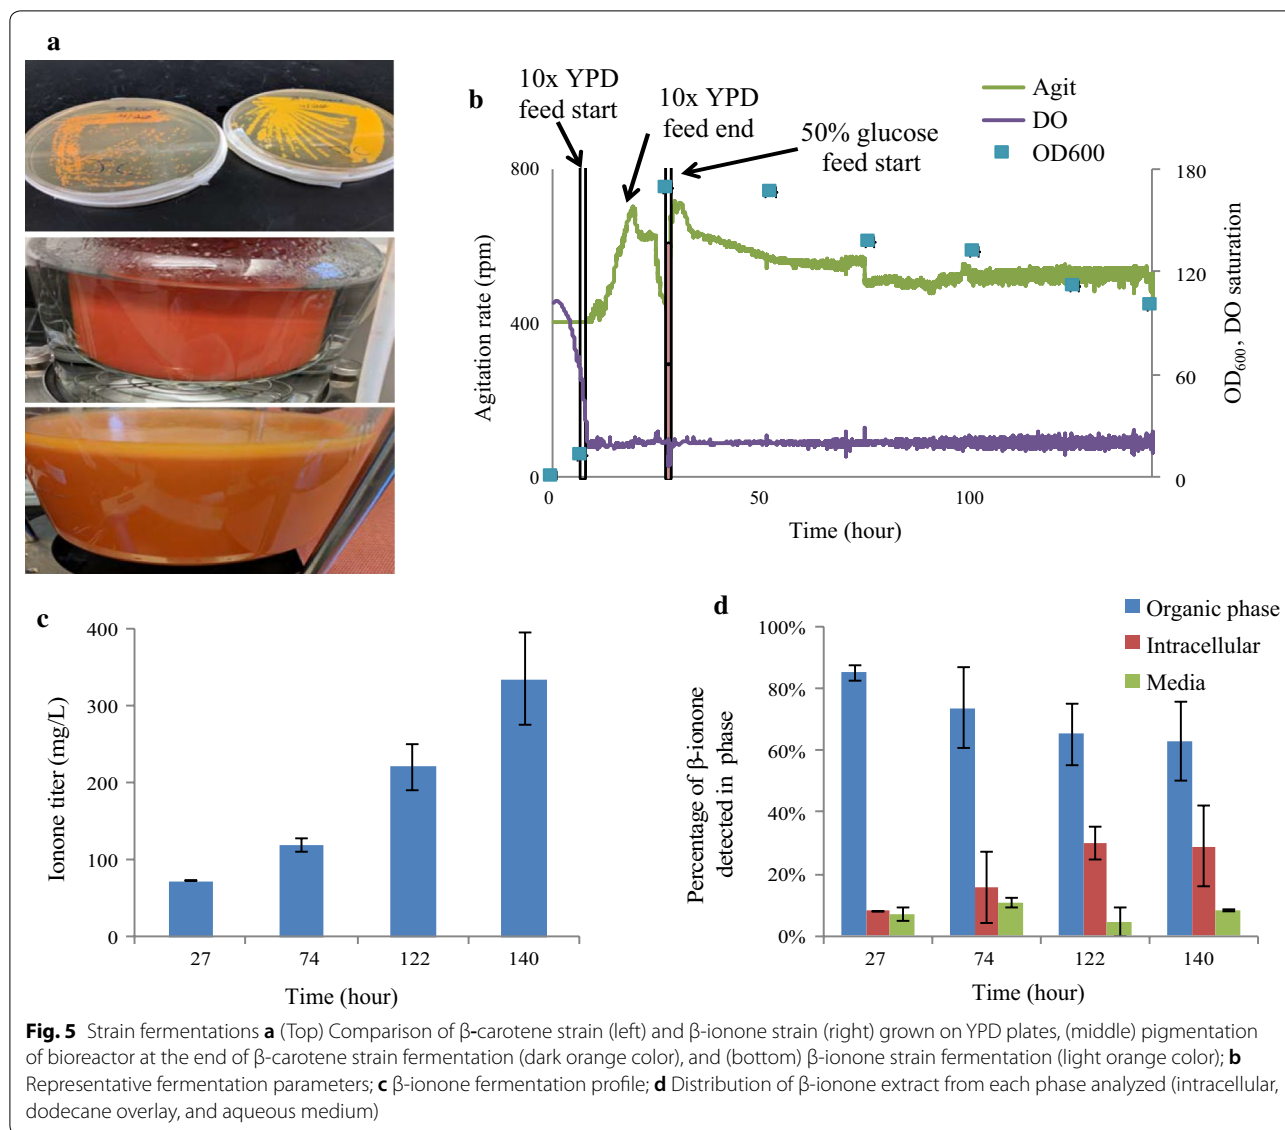 a
b
10x YPD
feed start
10x YPD
feed end
50% glucose
feed start
Agit
DO
OD600
800
400
0
Agitation rate (rpm)
180
120
60
0
OD600, DO saturation
0
50
100
Time (hour)
c
400
300
200
100
0
Ionone titer (mg/L)
27
74
122
140
Time (hour)
d
Organic phase
Intracellular
Media
100%
80%
60%
40%
20%
0%
Percentage of β-ionone
detected in phase
27
74
122
140
Time (hour)
Fig. 5 Strain fermentations a (Top) Comparison of β-carotene strain (left) and β-ionone strain (right) grown on YPD plates, (middle) pigmentation
of bioreactor at the end of β-carotene strain fermentation (dark orange color), and (bottom) β-ionone strain fermentation (light orange color); b
Representative fermentation parameters; c β-ionone fermentation profile; d Distribution of β-ionone extract from each phase analyzed (intracellular,
dodecane overlay, and aqueous medium)